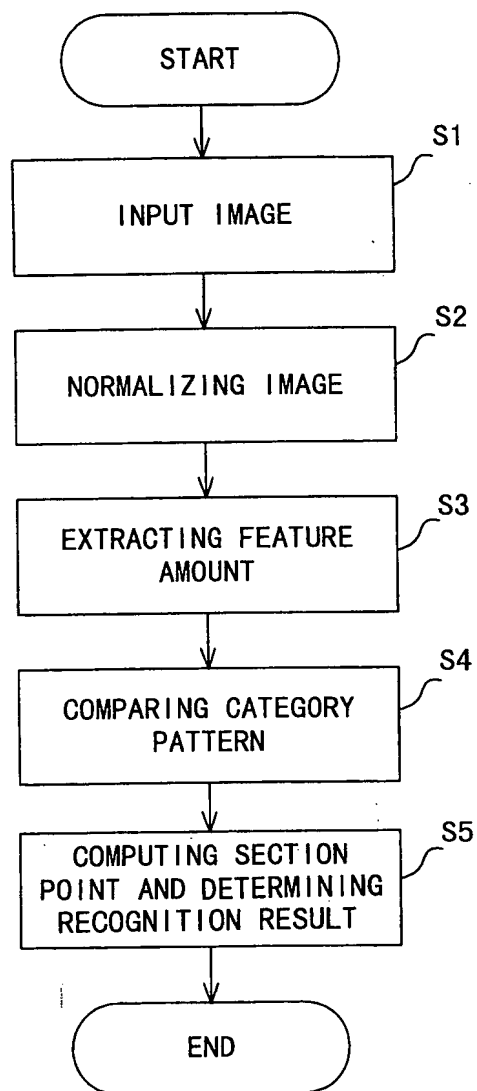 START
S1
INPUT IMAGE
S2
NORMALIZING IMAGE
S3
EXTRACTING FEATURE
AMOUNT
S4
COMPARING CATEGORY
PATTERN
S5
COMPUTING SECTION
POINT AND DETERMINING
RECOGNITION RESULT
END